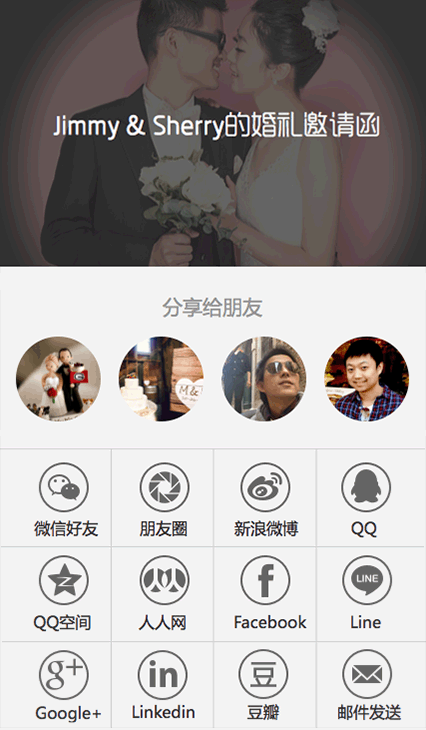 Jimmy & Sherry的婚礼邀请函
分享给朋友
M &
微信好友
朋友圈
新浪微博
QQ
QQ空间
人人网
f
Facebook
LINE
Line
g+
Google+
in
Linkedin
豆
豆瓣
邮件发送